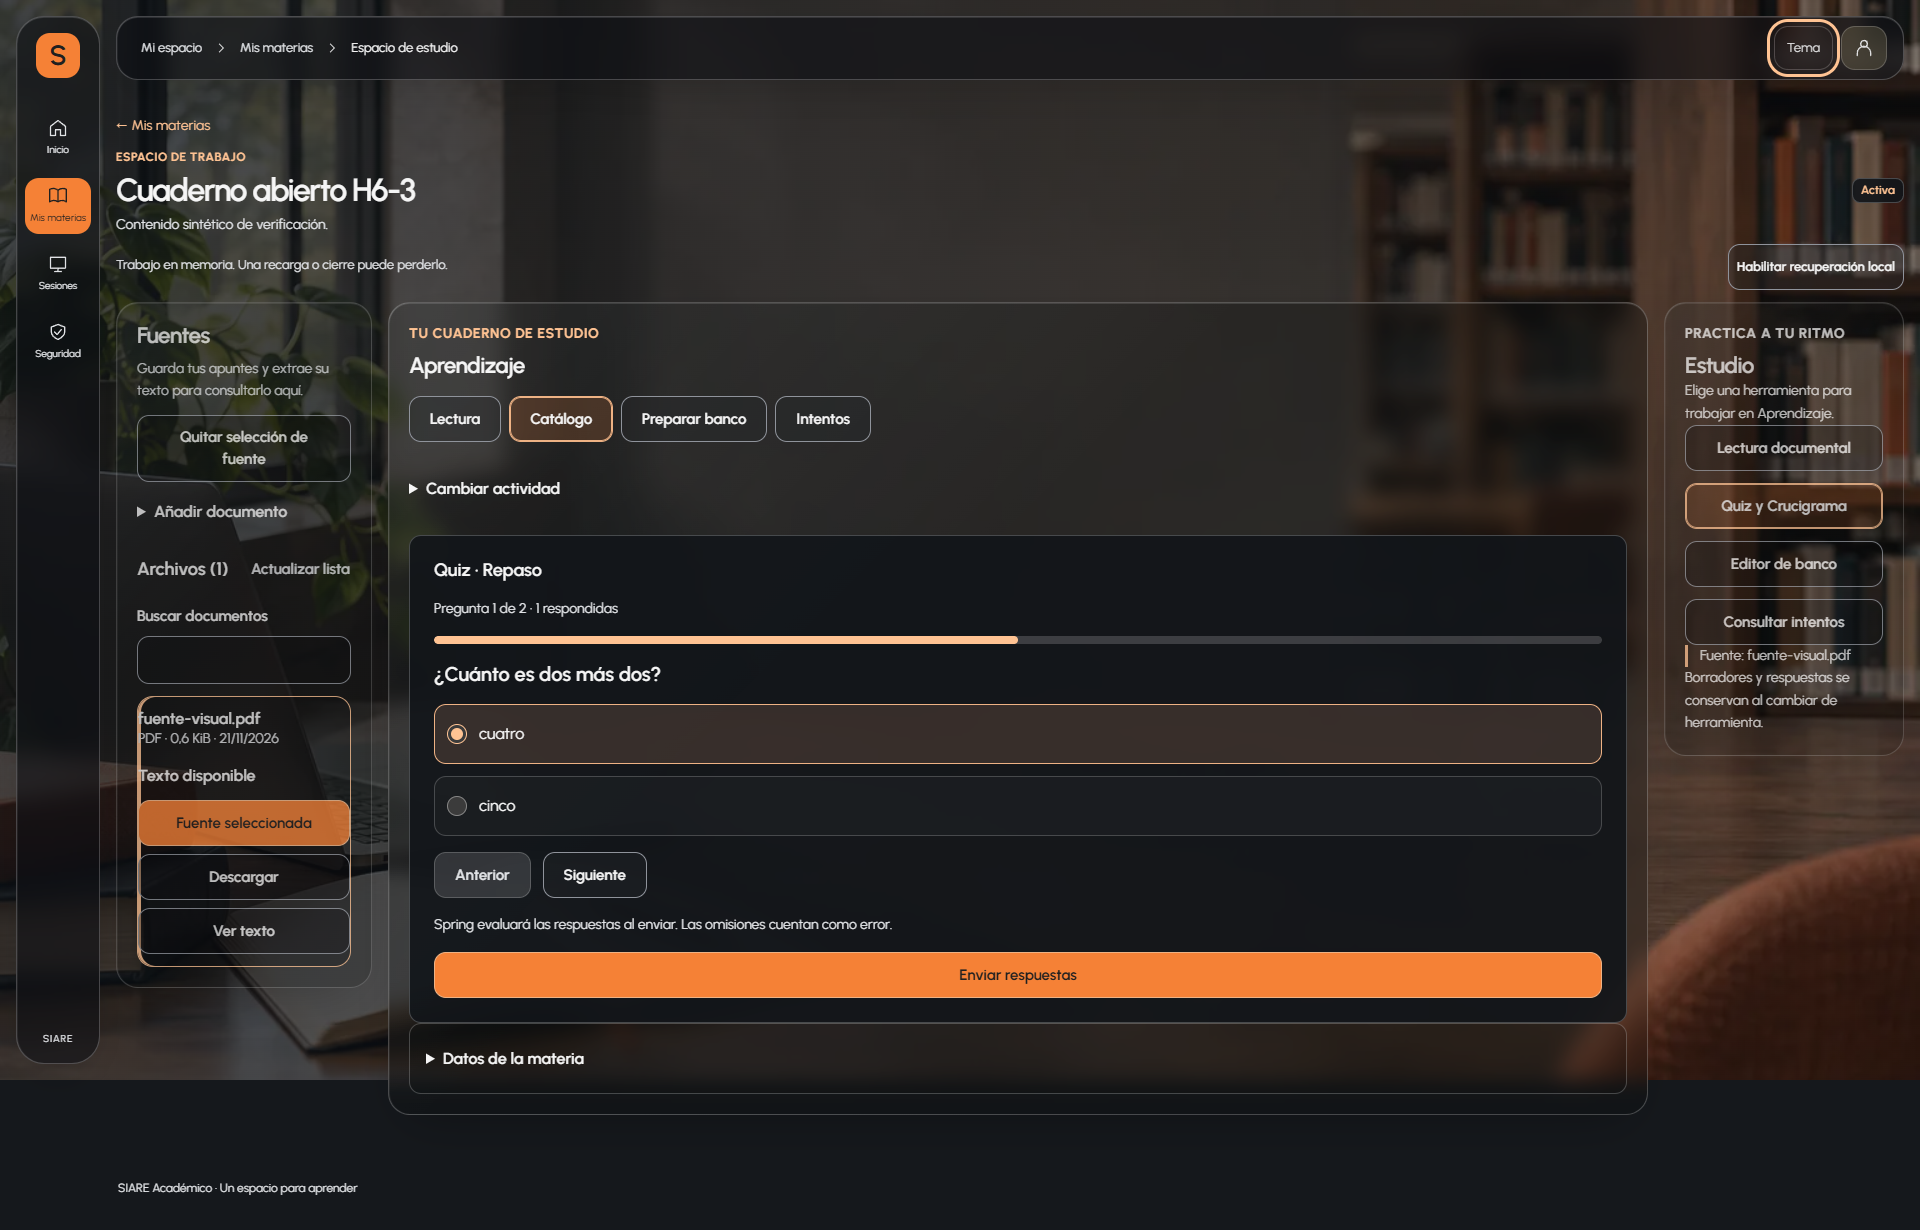 S
Inicio
Mis materias
Sesiones
Seguridad
SIARE
Mi espacio > Mis materias > Espacio de estudio
Tema
← Mis materias
ESPACIO DE TRABAJO
Cuaderno abierto H6-3
Contenido sintético de verificación.
Activa
Trabajo en memoria. Una recarga o cierre puede perderlo.
Habilitar recuperación local
Fuentes
Guarda tus apuntes y extrae su
texto para consultarlo aquí.
Quitar selección de
fuente
▶ Añadir documento
Archivos (1)
Actualizar lista
Buscar documentos
fuente-visual.pdf
PDF · 0,6 KiB · 21/11/2026
Texto disponible
Fuente seleccionada
Descargar
Ver texto
TU CUADERNO DE ESTUDIO
Aprendizaje
Lectura
Catálogo
Preparar banco
Intentos
▶ Cambiar actividad
Quiz · Repaso
Pregunta 1 de 2 · 1 respondidas
¿Cuánto es dos más dos?
cuatro
cinco
Anterior
Siguiente
Spring evaluará las respuestas al enviar. Las omisiones cuentan como error.
Enviar respuestas
▶ Datos de la materia
PRACTICA A TU RITMO
Estudio
Elige una herramienta para
trabajar en Aprendizaje.
Lectura documental
Quiz y Crucigrama
Editor de banco
Consultar intentos
Fuente: fuente-visual.pdf
Borradores y respuestas se
conservan al cambiar de
herramienta.
SIARE Académico · Un espacio para aprender